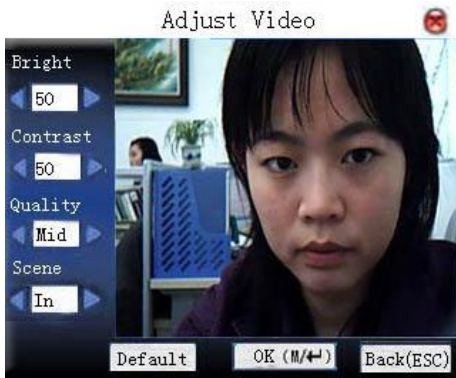 Adjust Video
Bright
50
Contrast
50
Quality
Mid
Scene
In
Default
OK (M/↵)
Back(ESC)